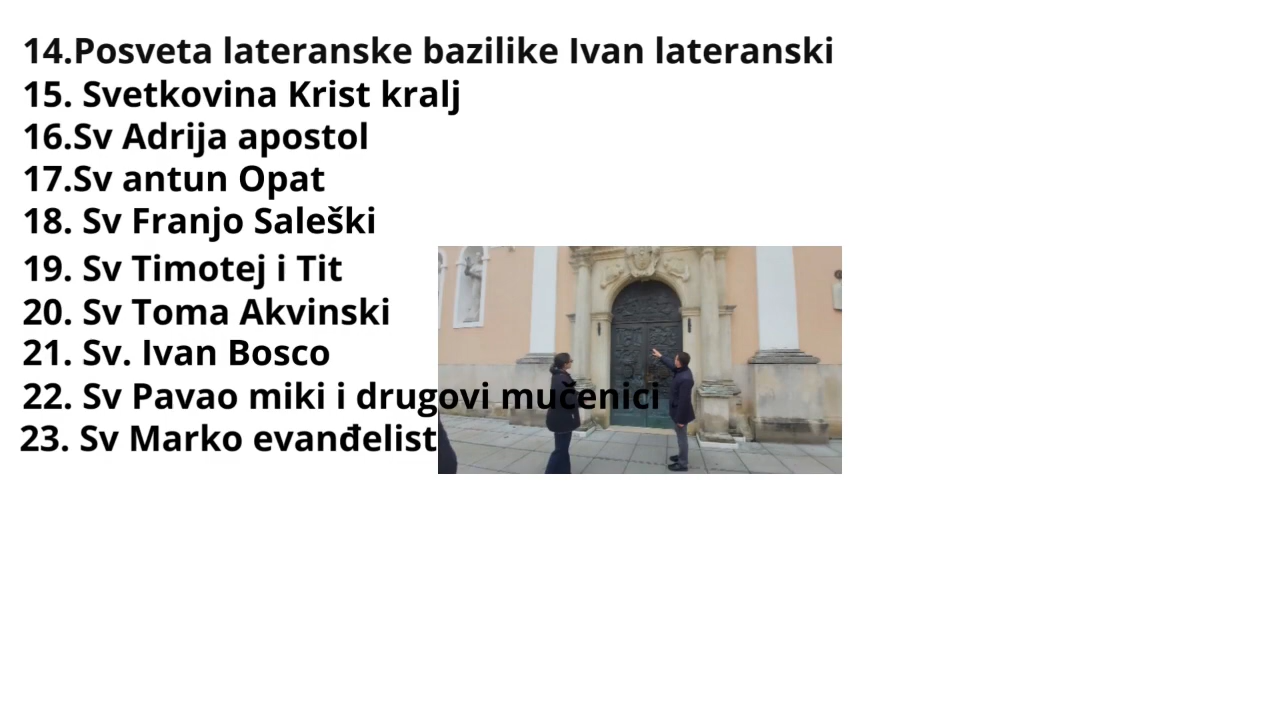 14.Posveta lateranske bazilike Ivan lateranski
15. Svetkovina Krist kralj
16.Sv Adrija apostol
17.Sv antun Opat
18. Sv Franjo Saleški
19. Sv Timotej i Tit
20. Sv Toma Akvinski
21. Sv. Ivan Bosco
22. Sv Pavao miki i drugovi mučenici
23. Sv Marko evanđelist